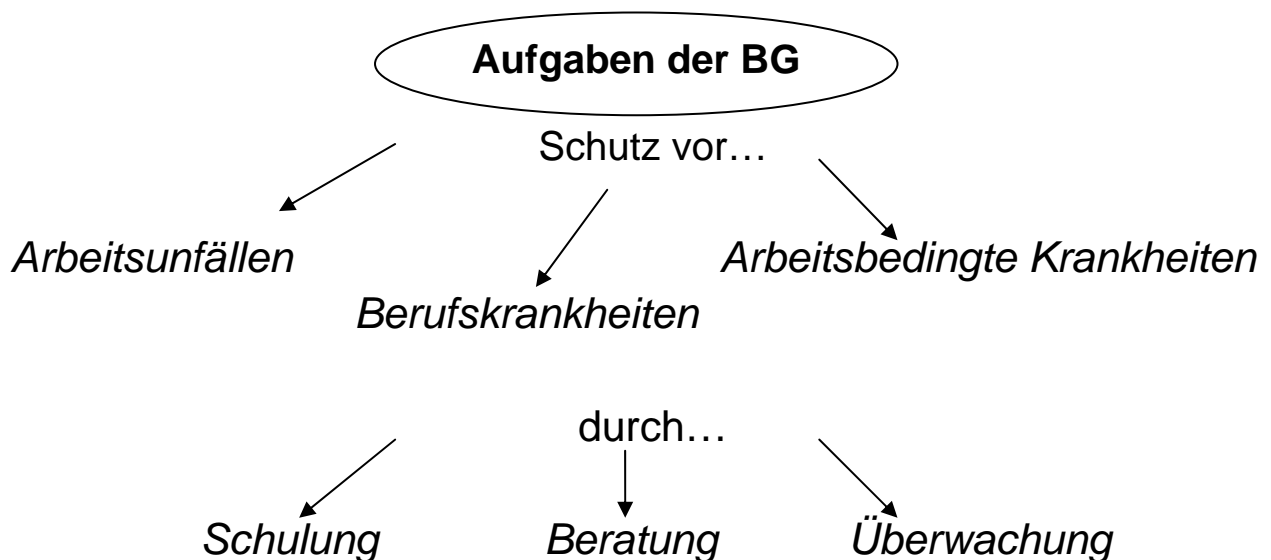 Aufgaben der BG
Schutz vor…
Arbeitsunfällen
Arbeitsbedingte Krankheiten
Berufskrankheiten
durch…
Schulung Beratung Überwachung